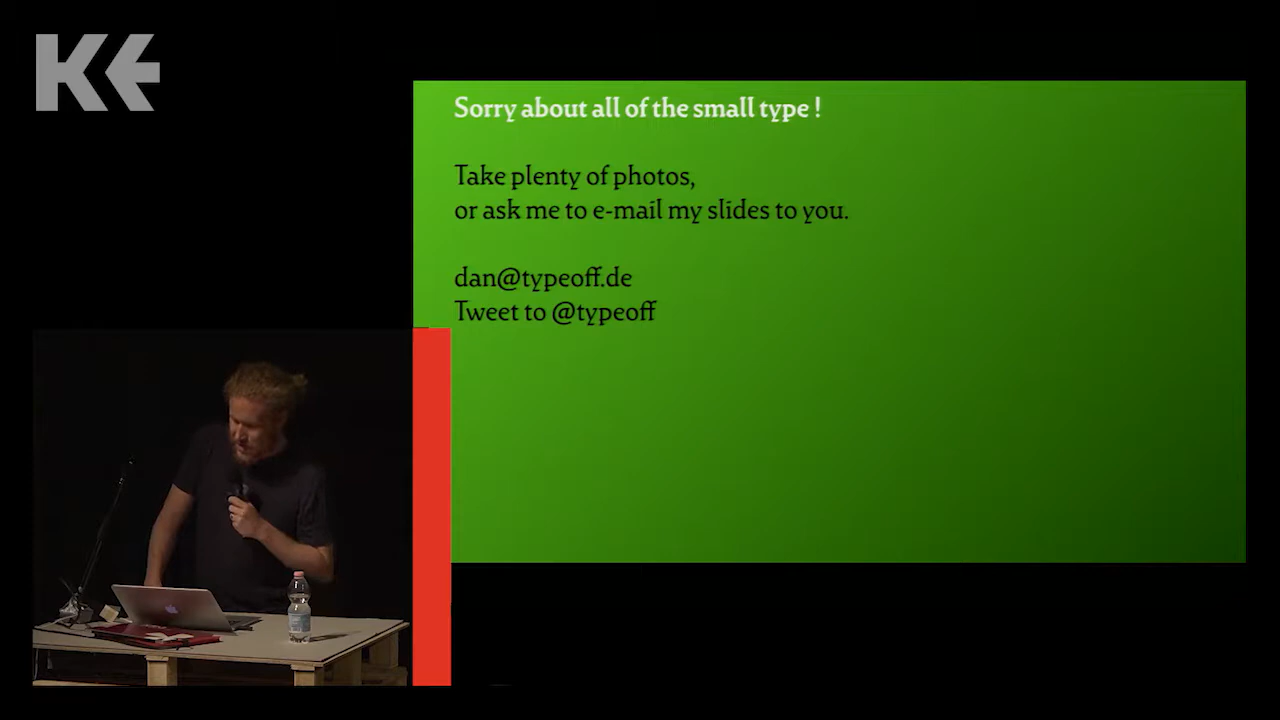 KE
Sorry about all of the small type !
Take plenty of photos,
or ask me to e-mail my slides to you.
dan@typeoff.de
Tweet to @typeoff